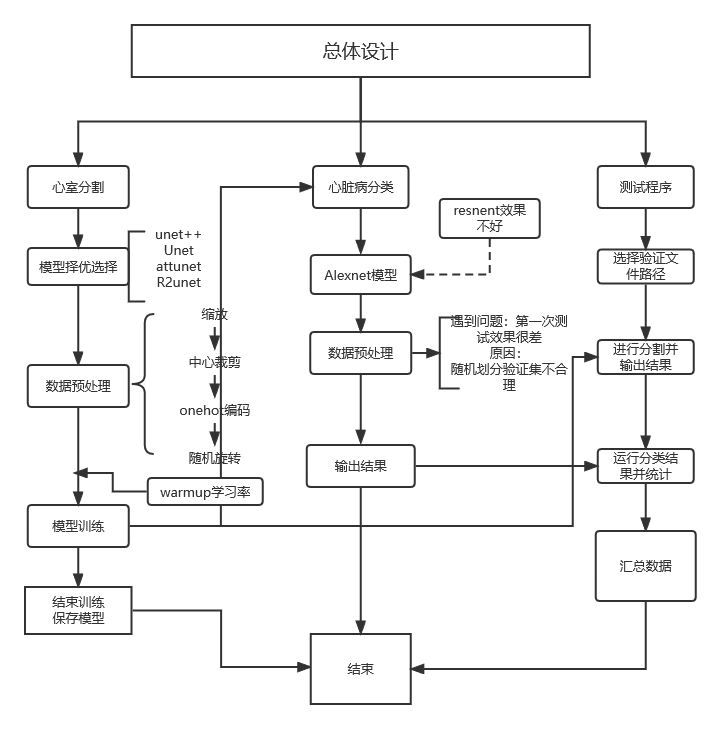 总体设计
心室分割
模型择优选择
unet++
Unet
attunet
R2unet
缩放
中心裁剪
onehot编码
随机旋转
数据预处理
warmup学习率
模型训练
结束训练
保存模型
心脏病分类
resnent效果
不好
Alexnet模型
数据预处理
遇到问题：第一次测
试效果很差
原因：
随机划分验证集不合
理
输出结果
结束
测试程序
选择验证文
件路径
进行分割并
输出结果
运行分类结
果并统计
汇总数据